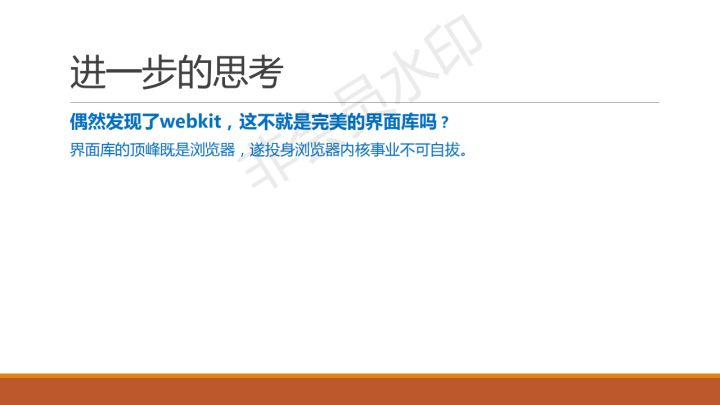 进一步的思考
偶然发现了webkit，这不就是完美的界面库吗？
界面库的顶峰既是浏览器，遂投身浏览器内核事业不可自拔。
非会员水印